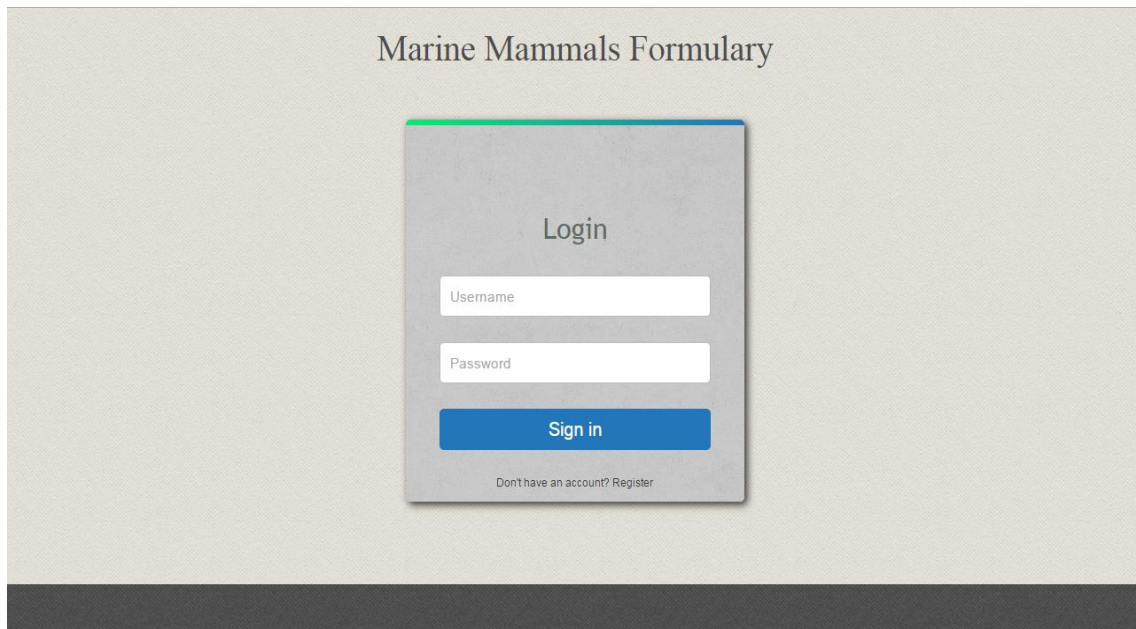 Marine Mammals Formulary
Login
Username
Password
Sign in
Don't have an account? Register